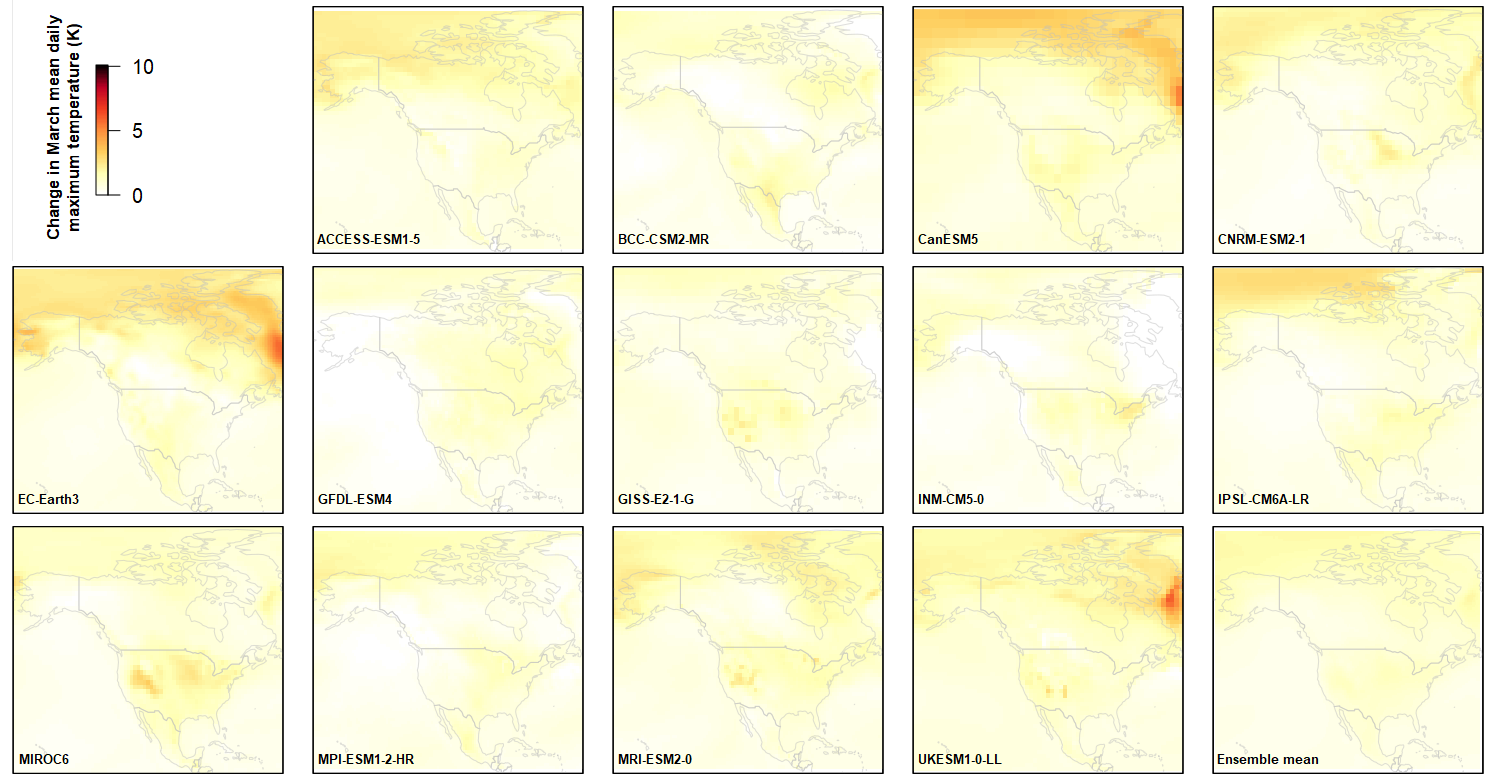 Change in March mean daily
maximum temperature (K)
10
5
0
ACCESS-ESM1-5
BCC-CSM2-MR
CanESM5
CNRM-ESM2-1
EC-Earth3
GFDL-ESM4
GISS-E2-1-G
INM-CM5-0
IPSL-CM6A-LR
MIROC6
MPI-ESM1-2-HR
MRI-ESM2-0
UKESM1-0-LL
Ensemble mean